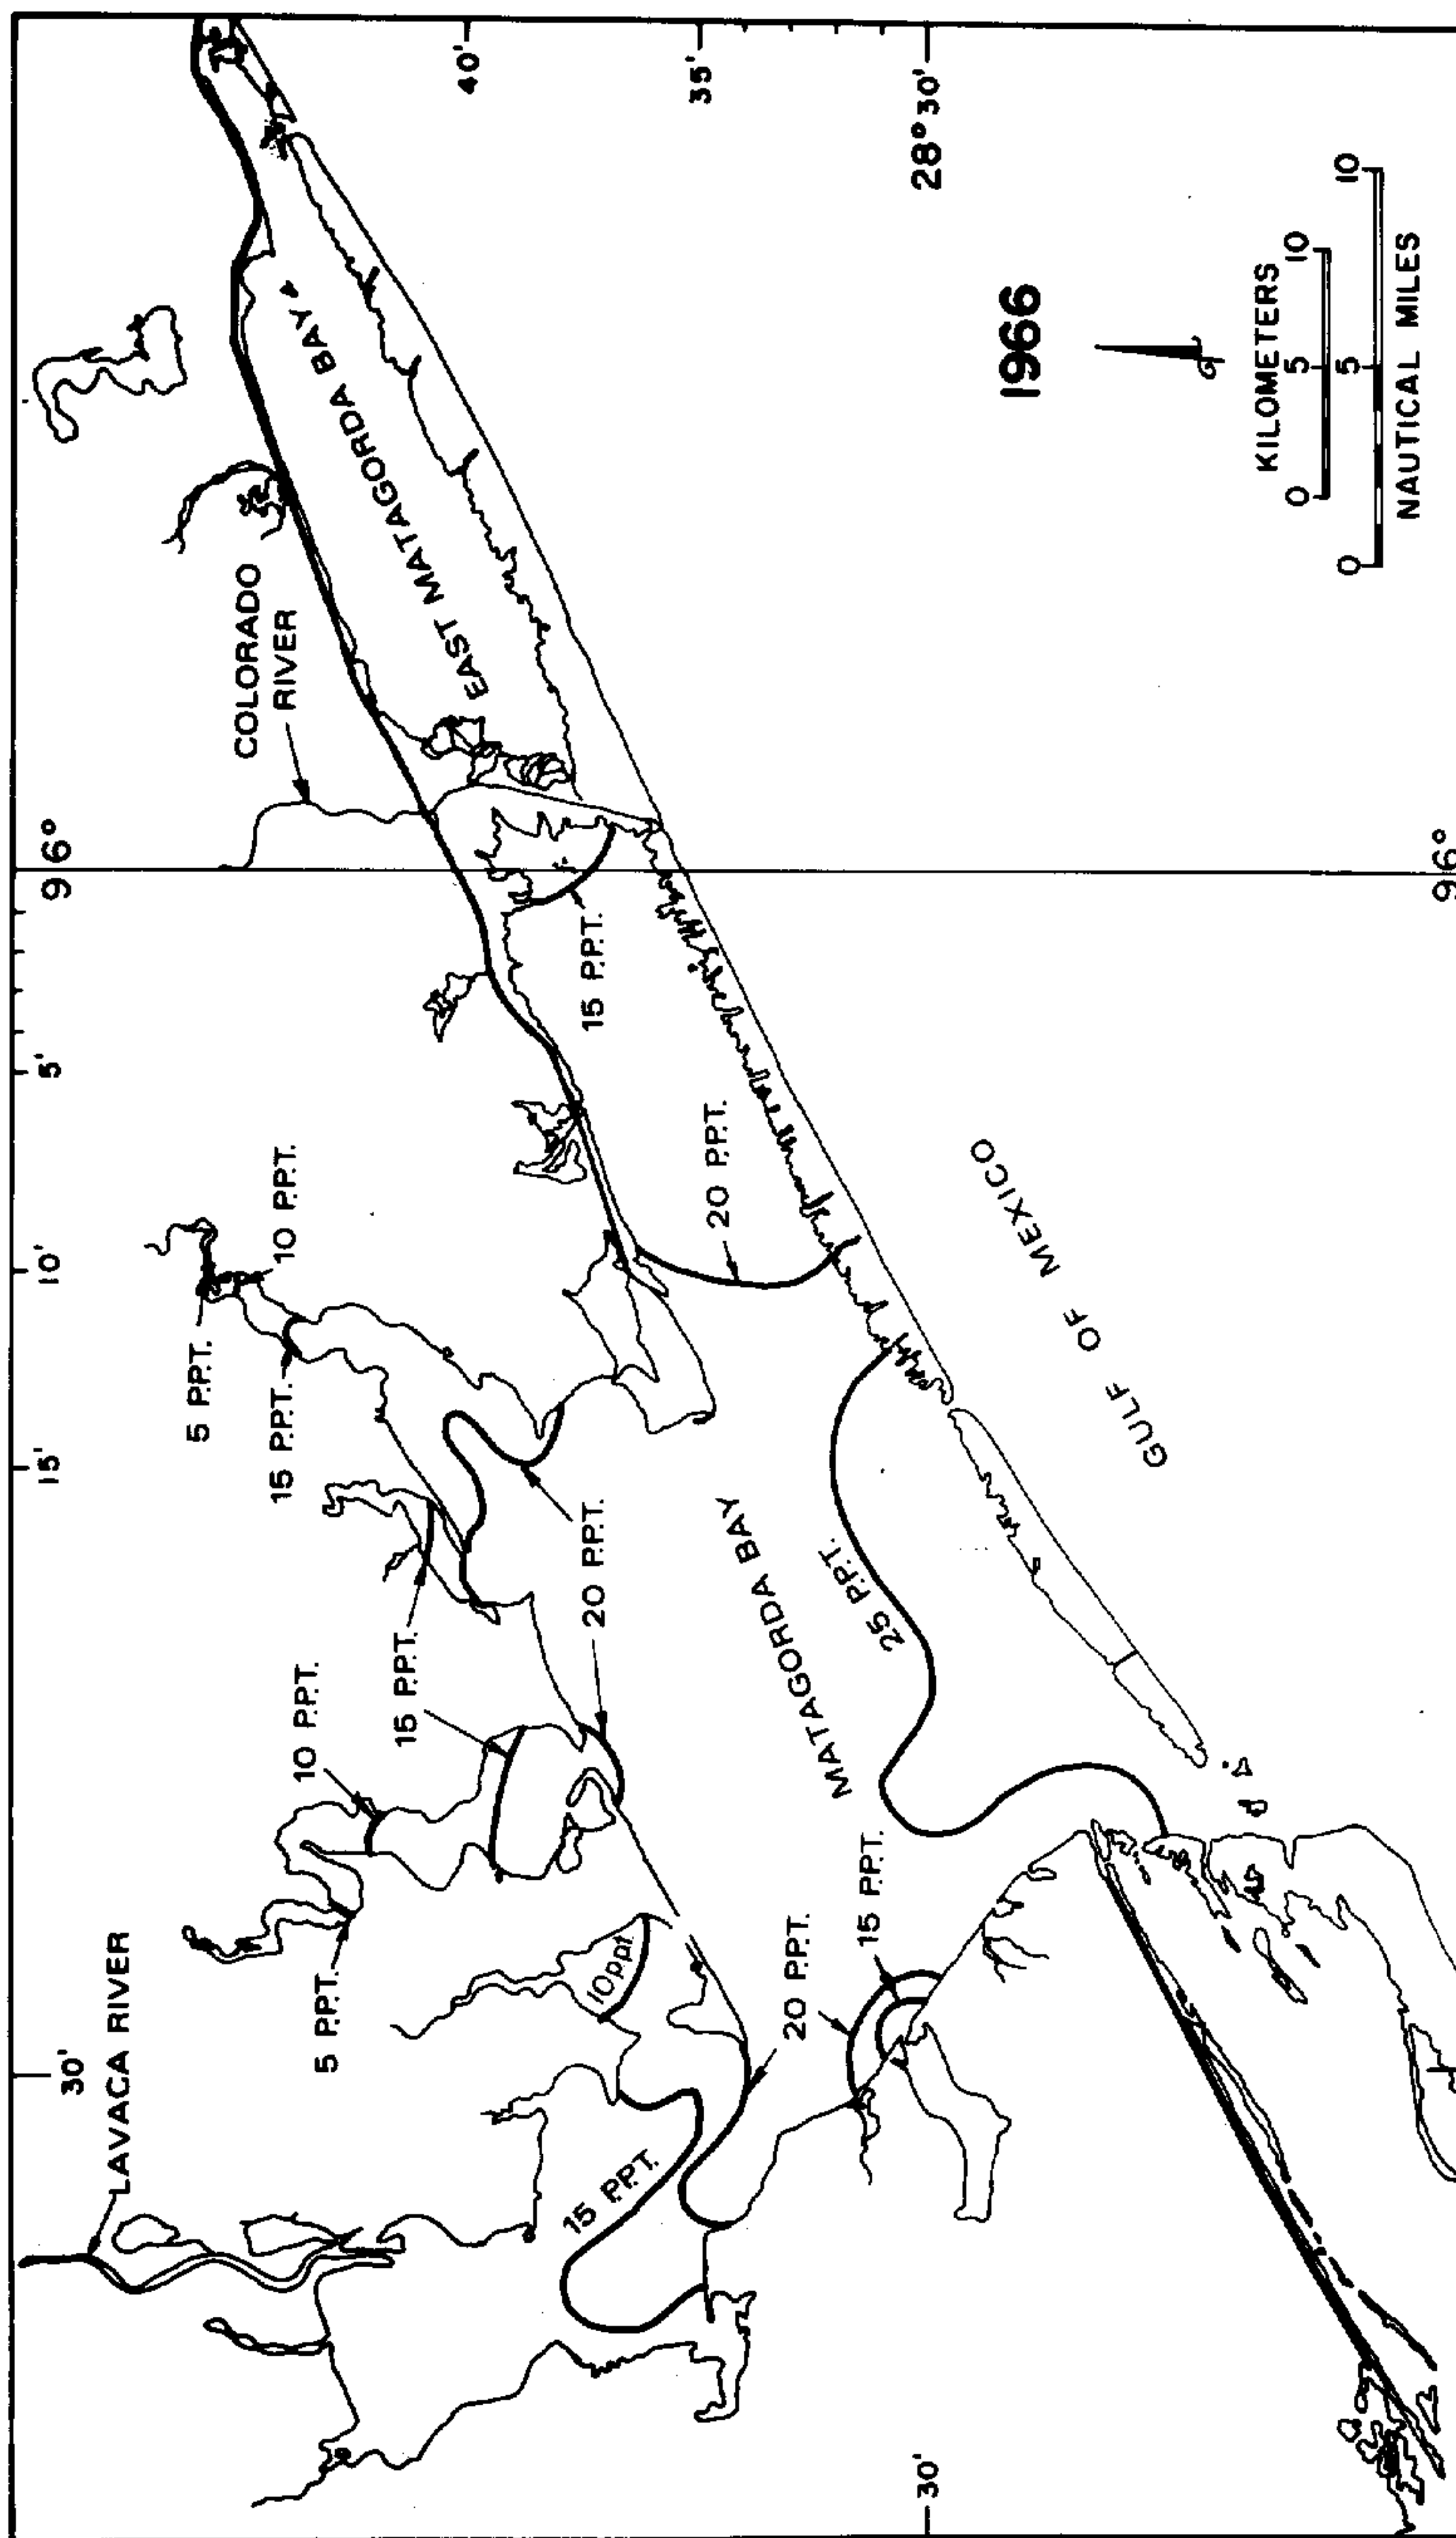 LAVACA RIVER
30'
15'
10'
5'
96°
COLORADO
RIVER
5 P.P.T.
10 P.P.T.
15 P.P.T.
5 P.P.T.
15 P.P.T.
10 P.P.T.
10 ppt
15 P.P.T.
20 P.P.T.
20 P.P.T.
15 P.P.T.
20 P.P.T.
15 P.P.T.
25 P.P.T.
MATAGORDA BAY
EAST MATAGORDA BAY
GULF OF MEXICO
40'
35'
28°30'
30'
1966
KILOMETERS
0 5 10
0 5 10
NAUTICAL MILES
96°